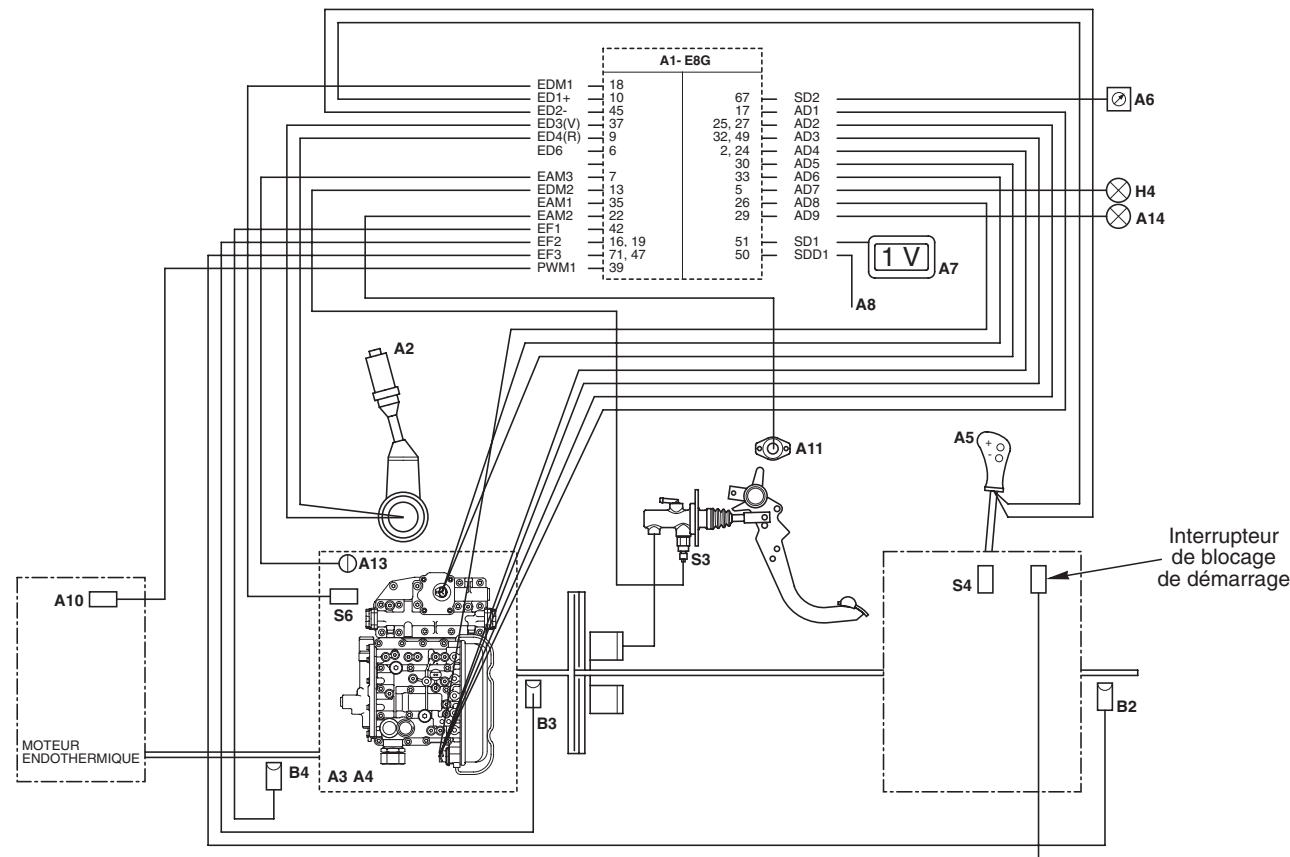 A1- E8G
EDM1 18
ED1+ 10
ED2- 45
ED3(V) 37
ED4(R) 9
ED6 6
EAM3 7
EDM2 13
EAM1 35
EAM2 22
EF1 42
EF2 16, 19
EF3 71, 47
PWM1 39
67 SD2
17 AD1
25, 27 AD2
32, 49 AD3
2, 24 AD4
30 AD5
33 AD6
5 AD7
26 AD8
29 AD9
51 SD1
50 SDD1
A6
H4
A14
1 V
A7
A8
A2
A11
A5
+
-
S3
Interrupteur
de blocage
de démarrage
A13
A10
S6
S4
B3
B2
MOTEUR
ENDOTHERMIQUE
B4
A3 A4